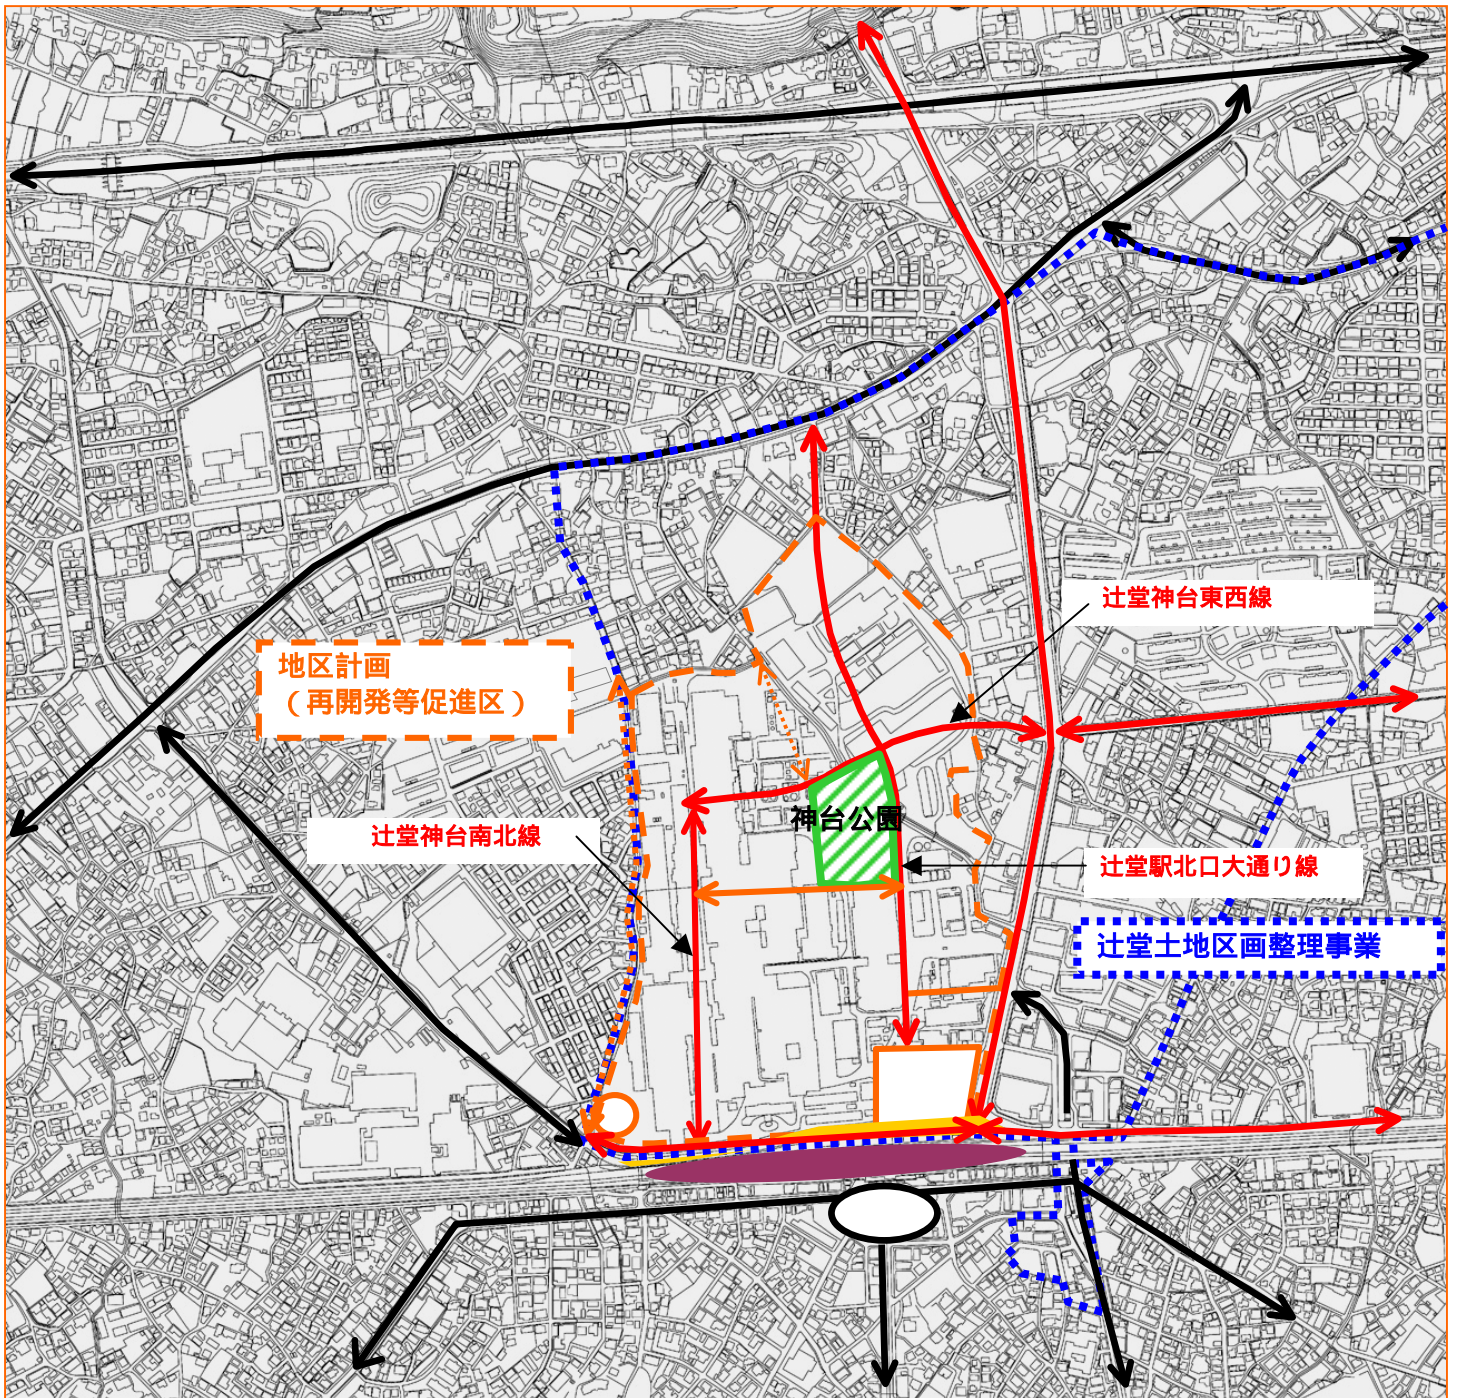 辻堂神台東西線
地区計画
（再開発等促進区）
神台公園
辻堂神台南北線
辻堂駅北口大通り線
辻堂土地区画整理事業